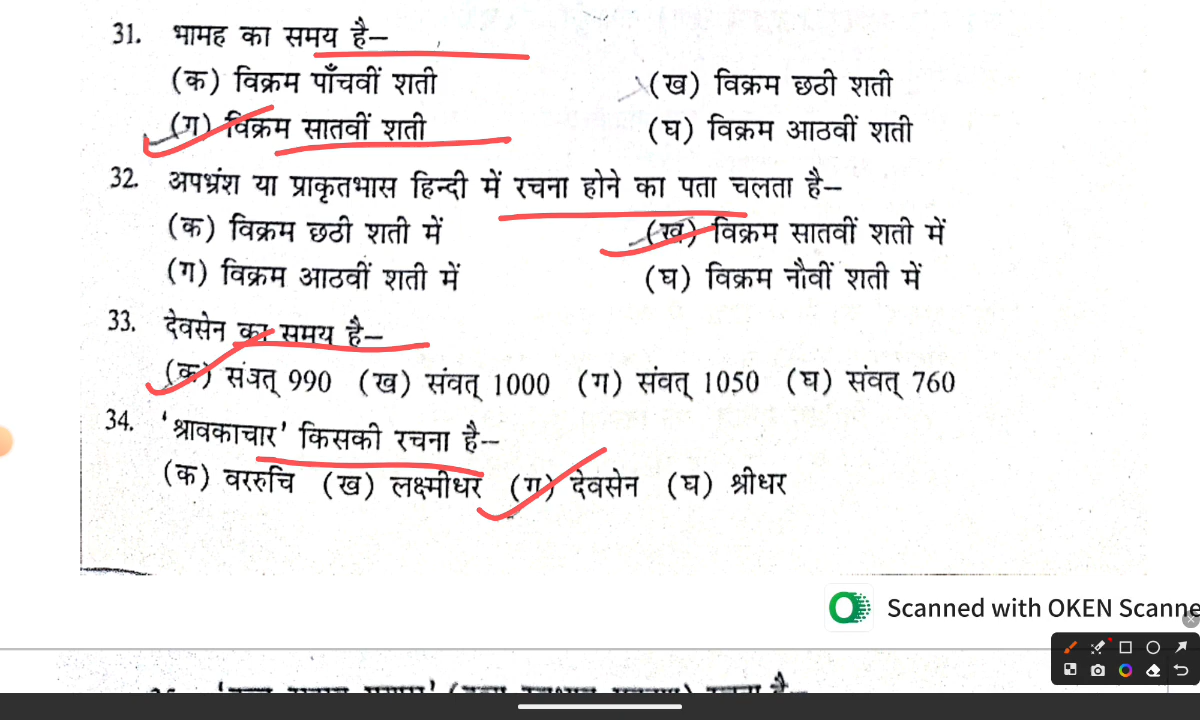 31. भामह का समय है–
(क) विक्रम पाँचवीं शती (ख) विक्रम छठी शती
(ग) विक्रम सातवीं शती (घ) विक्रम आठवीं शती
32. अपभ्रंश या प्राकृतभास हिन्दी में रचना होने का पता चलता है–
(क) विक्रम छठी शती में (ख) विक्रम सातवीं शती में
(ग) विक्रम आठवीं शती में (घ) विक्रम नौवीं शती में
33. देवसेन का समय है–
(क) संवत् 990 (ख) संवत् 1000 (ग) संवत् 1050 (घ) संवत् 760
34. 'श्रावकाचार' किसकी रचना है–
(क) वररुचि (ख) लक्ष्मीधर (ग) देवसेन (घ) श्रीधर
Scanned with OKEN Scanne